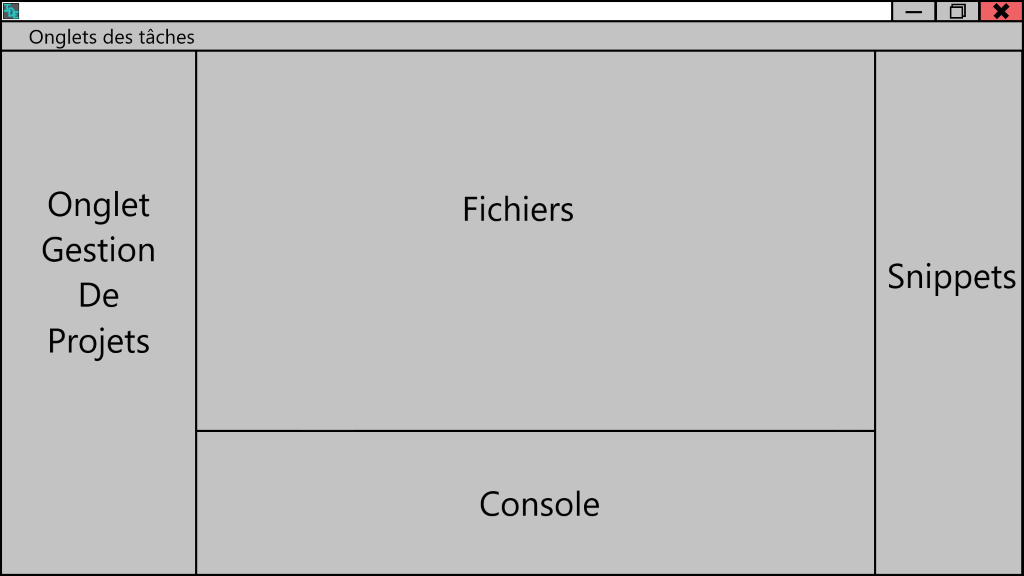 Onglets des tâches
Onglet
Gestion
De
Projets
Fichiers
Snippets
Console